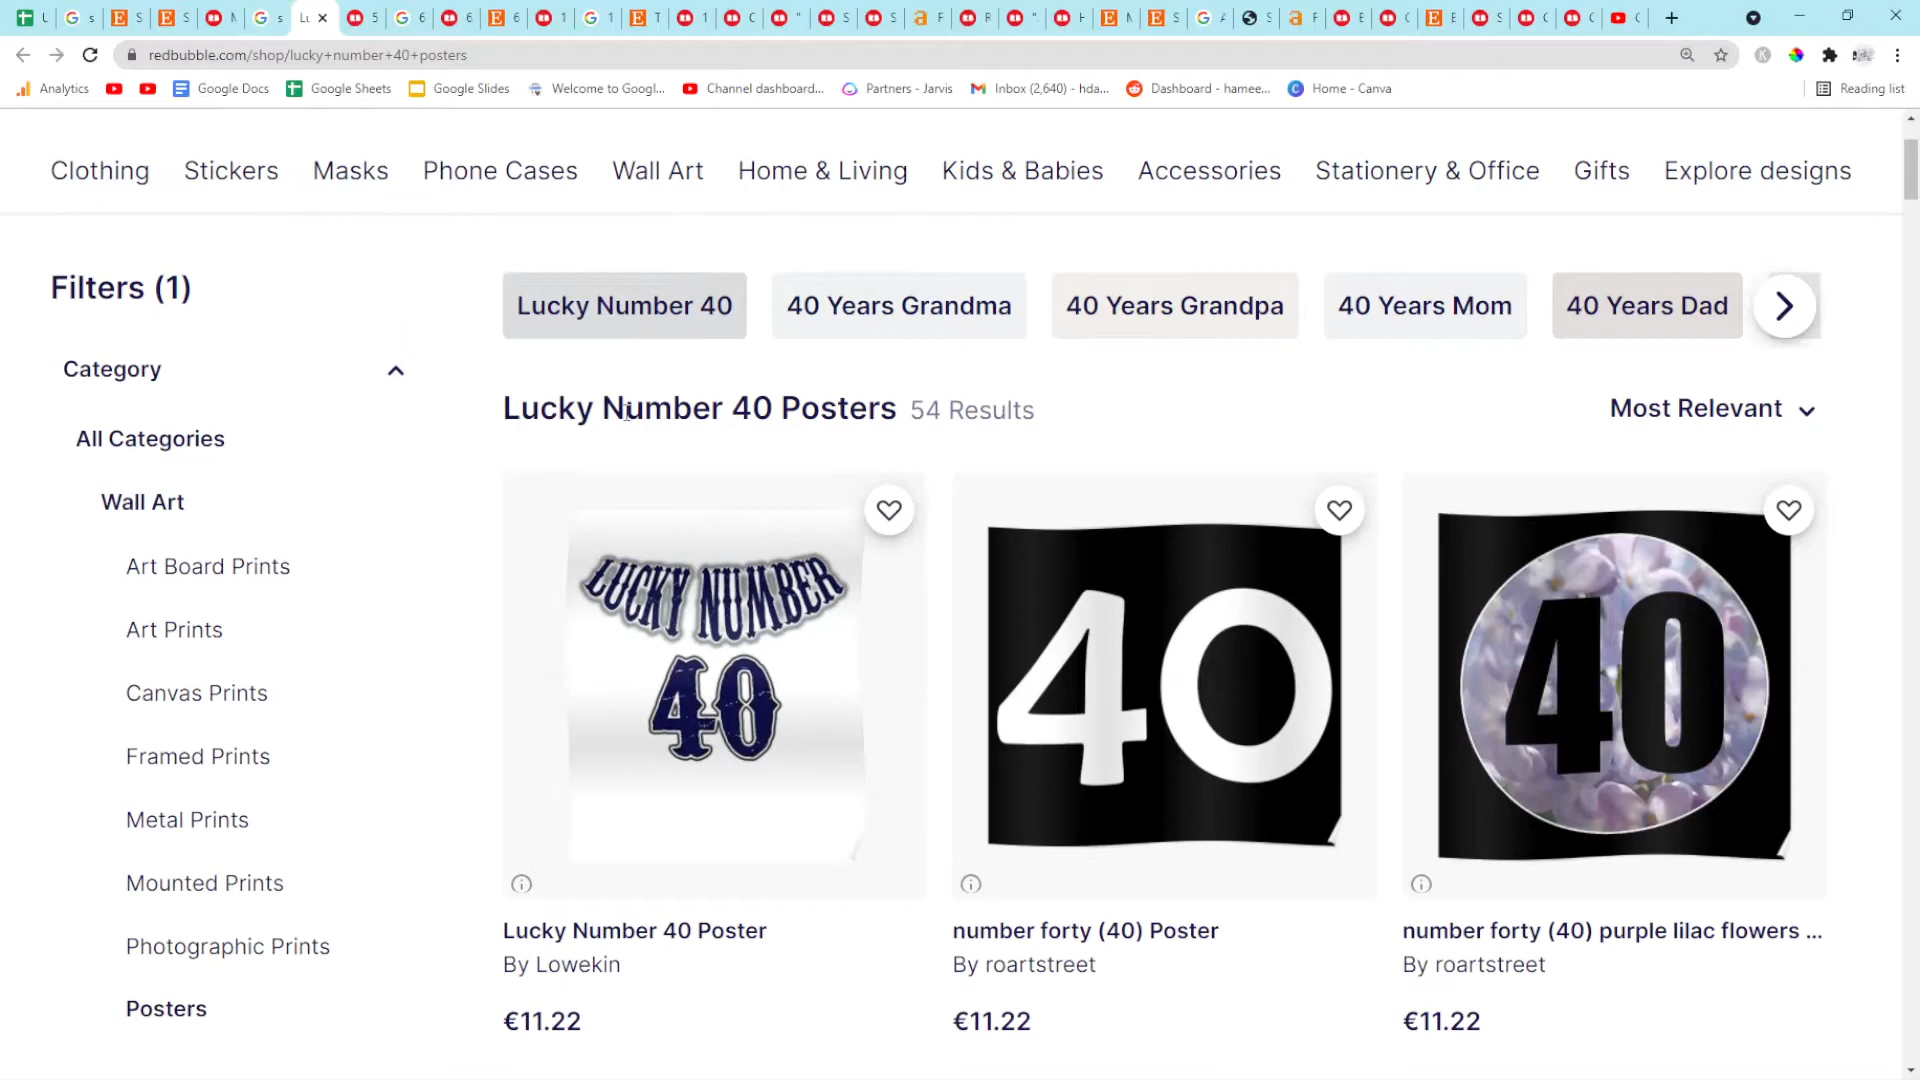 redbubble.com/shop/lucky+number+40+posters
Analytics
Google Docs
Google Sheets
Google Slides
Welcome to Googl...
Channel dashboard...
Partners - Jarvis
Inbox (2,640) - hda...
Dashboard - hamee...
Home - Canva
Reading list
Clothing Stickers Masks Phone Cases Wall Art Home & Living Kids & Babies Accessories Stationery & Office Gifts Explore designs
Filters (1)
Category
All Categories
Wall Art
Art Board Prints
Art Prints
Canvas Prints
Framed Prints
Metal Prints
Mounted Prints
Photographic Prints
Posters
Lucky Number 40
40 Years Grandma
40 Years Grandpa
40 Years Mom
40 Years Dad
Lucky Number 40 Posters 54 Results
Most Relevant
LUCKY NUMBER
40
40
40
Lucky Number 40 Poster
By Lowekin
€11.22
number forty (40) Poster
By roartstreet
€11.22
number forty (40) purple lilac flowers ...
By roartstreet
€11.22